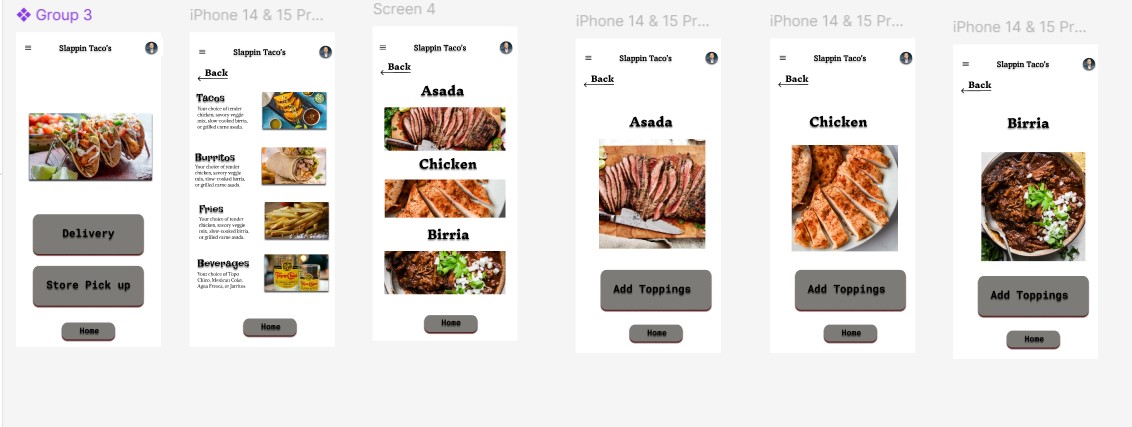 Group 3
Slappin Taco's
Delivery
Store Pick up
Home
iPhone 14 & 15 Pr...
Slappin Taco's
Back
Tacos
Your choice of tender
chicken, savory veggie
mix, slow-cooked birria,
or grilled carne asada.
Burritos
Your choice of tender
chicken, savory veggie
mix, slow-cooked birria,
or grilled carne asada.
Fries
Your choice of tender
chicken, savory veggie
mix, slow-cooked birria,
or grilled carne asada.
Beverages
Your choice of Topo
Chico, Mexican Coke,
Agua Fresca, or Jarritos
Home
Screen 4
Slappin Taco's
Back
Asada
Chicken
Birria
Home
iPhone 14 & 15 Pr...
Slappin Taco's
Back
Asada
Add Toppings
Home
iPhone 14 & 15 Pr...
Slappin Taco's
Back
Chicken
Add Toppings
Home
iPhone 14 & 15 Pr...
Slappin Taco's
Back
Birria
Add Toppings
Home